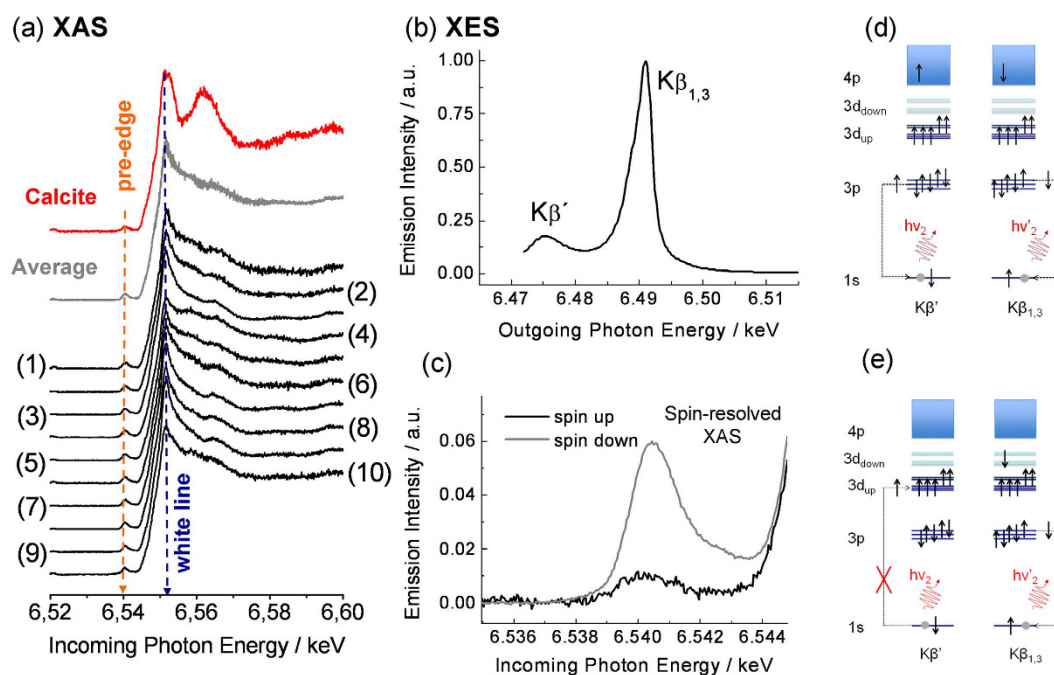 (a) XAS
Calcite
Average
pre-edge
white line
(1)
(2)
(3)
(4)
(5)
(6)
(7)
(8)
(9)
(10)
6,52 6,54 6,56 6,58 6,60
Incoming Photon Energy / keV
(b) XES
Emission Intensity / a.u.
1.00
0.75
0.50
0.25
0.00
Kβ´
Kβ1,3
6.47 6.48 6.49 6.50 6.51
Outgoing Photon Energy / keV
(c)
Emission Intensity / a.u.
spin up
spin down
Spin-resolved
XAS
0.06
0.04
0.02
0.00
6.536 6.538 6.540 6.542 6.544
Incoming Photon Energy / keV
(d)
4p
3ddown
3dup
3p
hν2 hν'2
1s
Kβ' Kβ1,3
(e)
4p
3ddown
3dup
3p
hν2 hν'2
1s
Kβ' Kβ1,3